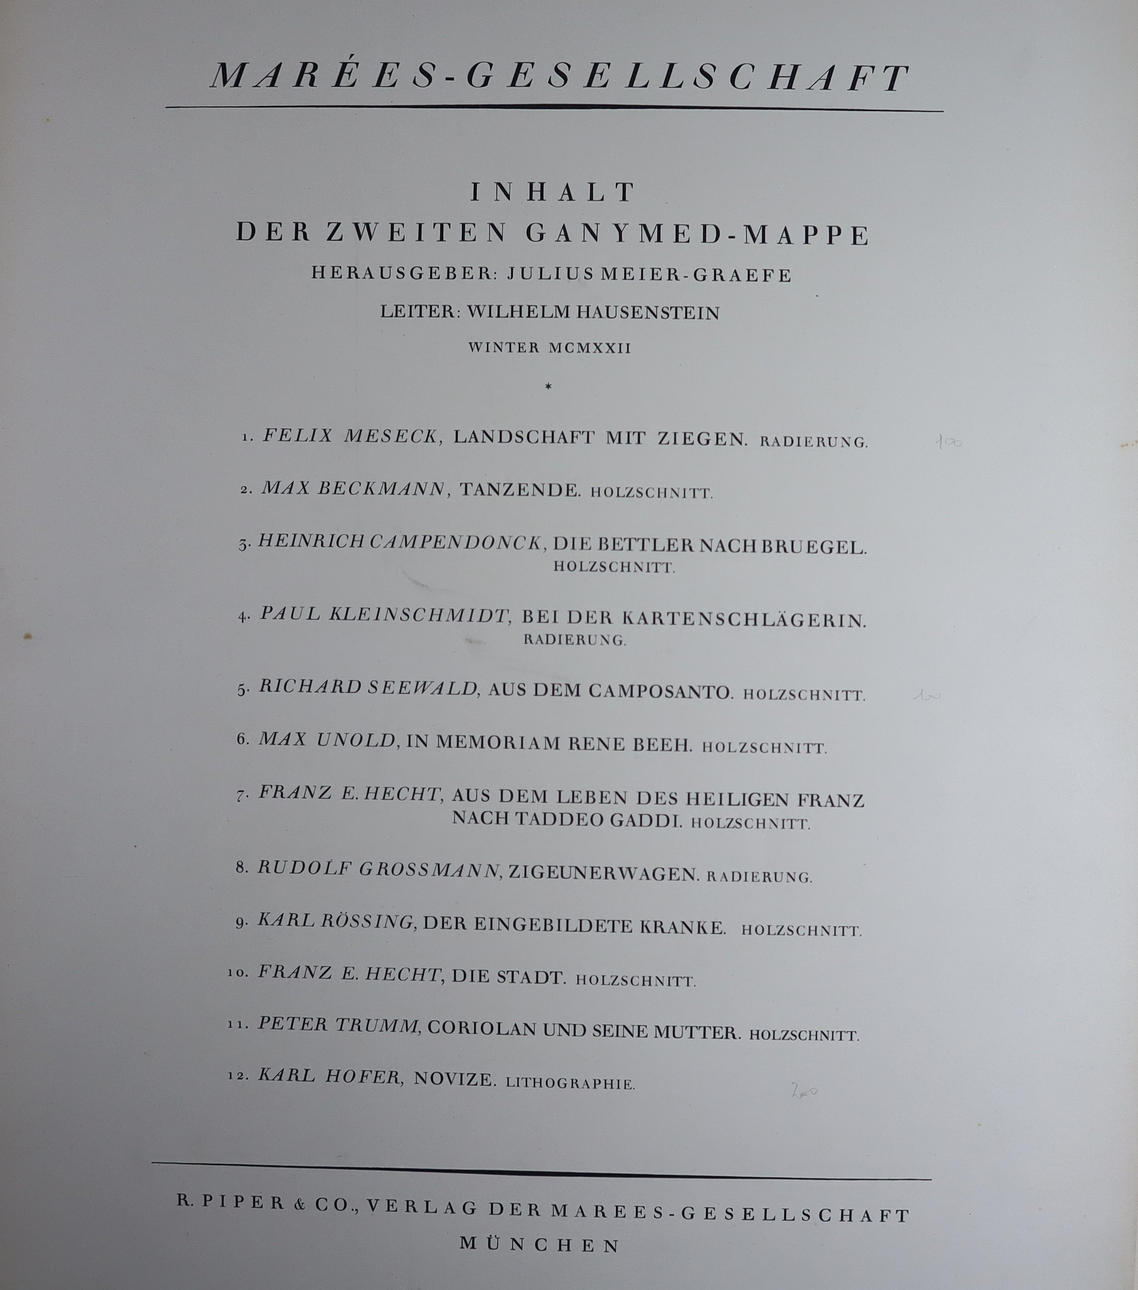 MARÉES-GESELLSCHAFT
INHALT
DER ZWEITEN GANYMED-MAPPE
HERAUSGEBER: JULIUS MEIER-GRAEFE
LEITER: WILHELM HAUSENSTEIN
WINTER MCMXXII
*
1. FELIX MESECK, LANDSCHAFT MIT ZIEGEN. RADIERUNG. 100
2. MAX BECKMANN, TANZENDE. HOLZSCHNITT.
3. HEINRICH CAMPENDONCK, DIE BETTLER NACH BRUEGEL.
HOLZSCHNITT.
4. PAUL KLEINSCHMIDT, BEI DER KARTENSCHLÄGERIN.
RADIERUNG.
5. RICHARD SEEWALD, AUS DEM CAMPOSANTO. HOLZSCHNITT.
6. MAX UNOLD, IN MEMORIAM RENE BEEH. HOLZSCHNITT.
7. FRANZ E. HECHT, AUS DEM LEBEN DES HEILIGEN FRANZ
NACH TADDEO GADDI. HOLZSCHNITT.
8. RUDOLF GROSSMANN, ZIGEUNERWAGEN. RADIERUNG.
9. KARL RÖSSING, DER EINGEBILDETE KRANKE. HOLZSCHNITT.
10. FRANZ E. HECHT, DIE STADT. HOLZSCHNITT.
11. PETER TRUMM, CORIOLAN UND SEINE MUTTER. HOLZSCHNITT.
12. KARL HOFER, NOVIZE. LITHOGRAPHIE.
R. PIPER & CO., VERLAG DER MAREES-GESELLSCHAFT
MÜNCHEN